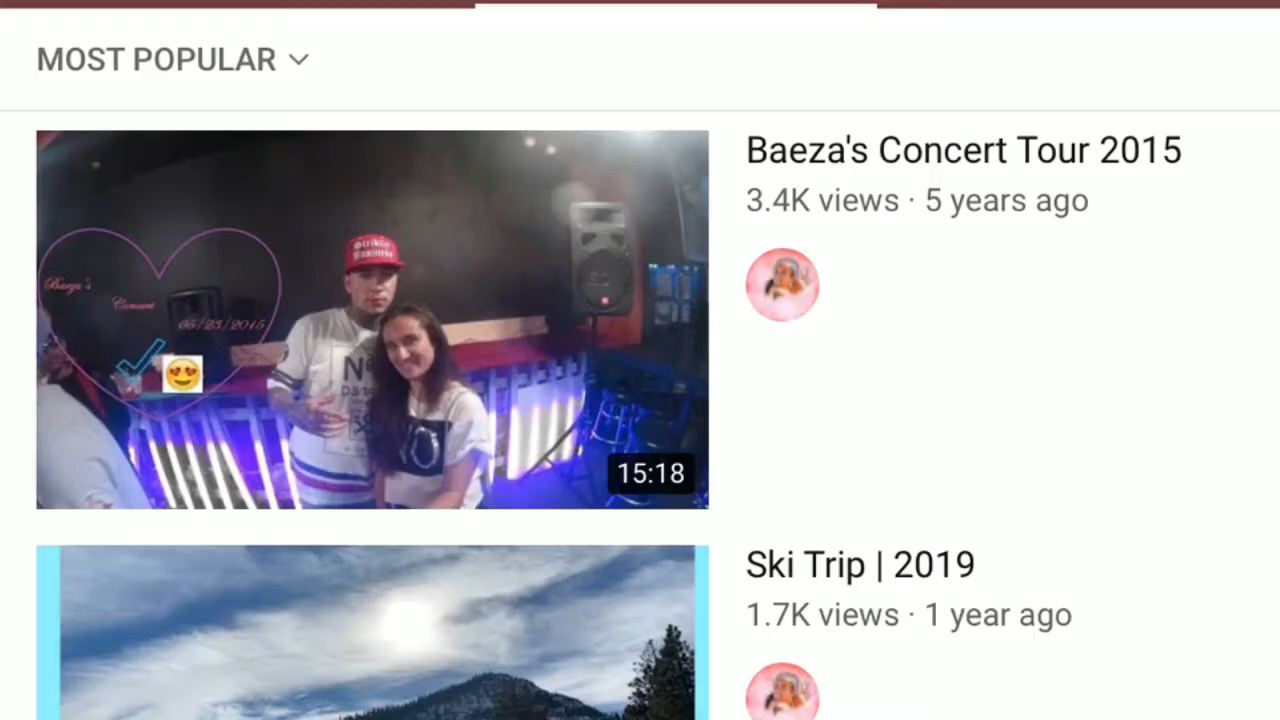 MOST POPULAR
Baeza's Concert Tour 2015
3.4K views · 5 years ago
Baeza's
Concert
05/23/2015
15:18
Ski Trip | 2019
1.7K views · 1 year ago